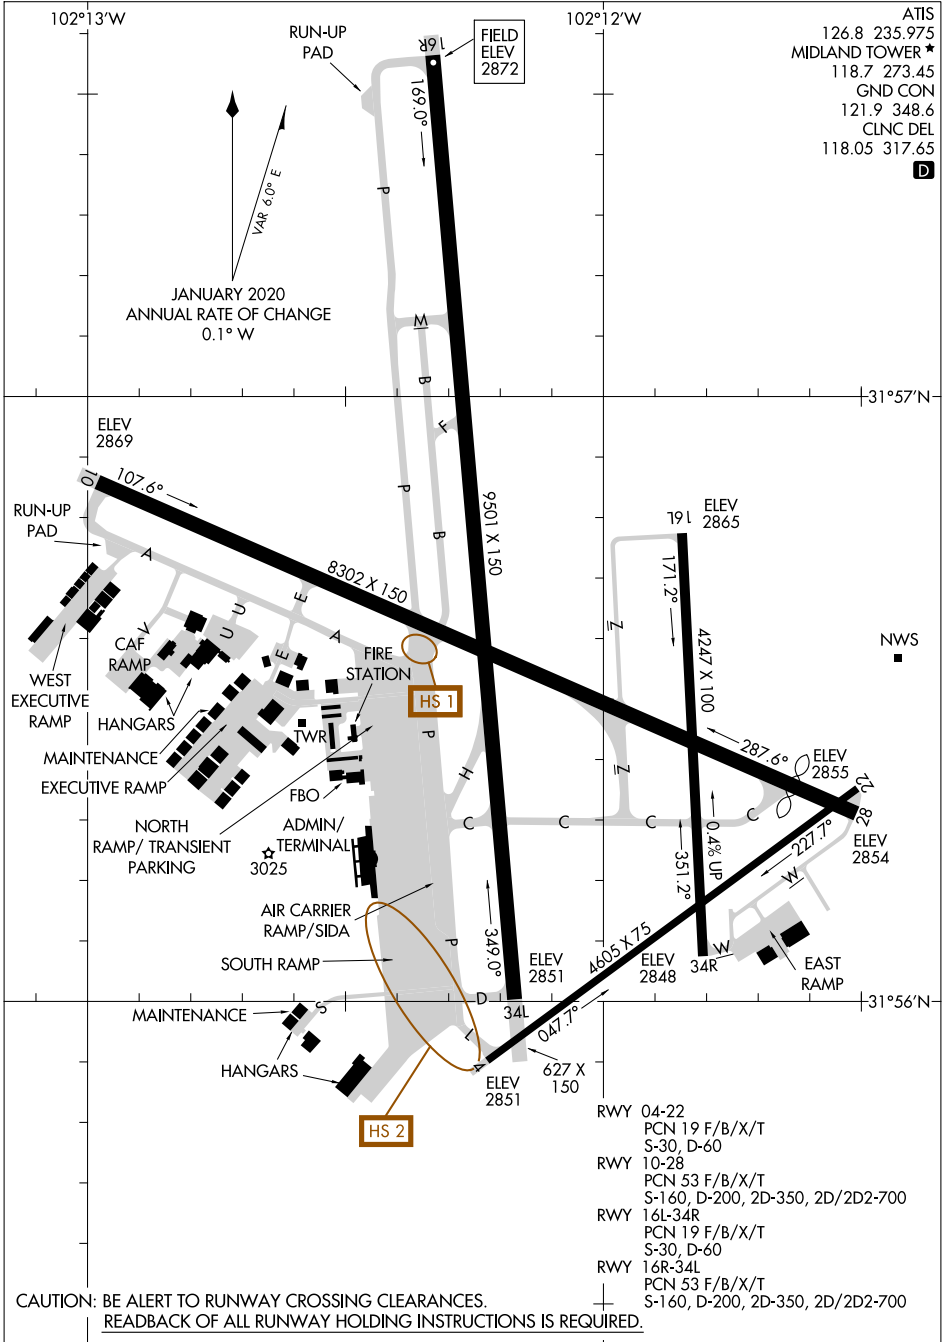 102°13'W
102°12'W
ATIS
126.8 235.975
MIDLAND TOWER ★
118.7 273.45
GND CON
121.9 348.6
CLNC DEL
118.05 317.65
D
RUN-UP
PAD
16R
FIELD
ELEV
2872
169.0°
P
VAR 6.0° E
JANUARY 2020
ANNUAL RATE OF CHANGE
0.1° W
M
B
F
31°57'N
ELEV
2869
10
107.6°
P
B
9501 X 150
16L
ELEV
2865
RUN-UP
PAD
A
8302 X 150
171.2°
4247 X 100
Z
NWS
V
U
U
E
E
A
CAF
RAMP
FIRE
STATION
WEST
EXECUTIVE
RAMP
HANGARS
HS 1
MAINTENANCE
TWR
P
H
Z
287.6°
ELEV
2855
22
EXECUTIVE RAMP
FBO
NORTH
RAMP/ TRANSIENT
PARKING
ADMIN/
TERMINAL
C
C
C
C
28
ELEV
2854
3025
0.4% UP
351.2°
227.7°
W
AIR CARRIER
RAMP/SIDA
P
349.0°
4605 X 75
SOUTH RAMP
ELEV
2851
ELEV
2848
34R
W
EAST
RAMP
MAINTENANCE
S
D
34L
31°56'N
047.7°
L
HANGARS
4
ELEV
2851
627 X
150
HS 2
RWY 04-22
PCN 19 F/B/X/T
S-30, D-60
RWY 10-28
PCN 53 F/B/X/T
S-160, D-200, 2D-350, 2D/2D2-700
RWY 16L-34R
PCN 19 F/B/X/T
S-30, D-60
RWY 16R-34L
PCN 53 F/B/X/T
S-160, D-200, 2D-350, 2D/2D2-700
CAUTION: BE ALERT TO RUNWAY CROSSING CLEARANCES.
READBACK OF ALL RUNWAY HOLDING INSTRUCTIONS IS REQUIRED.